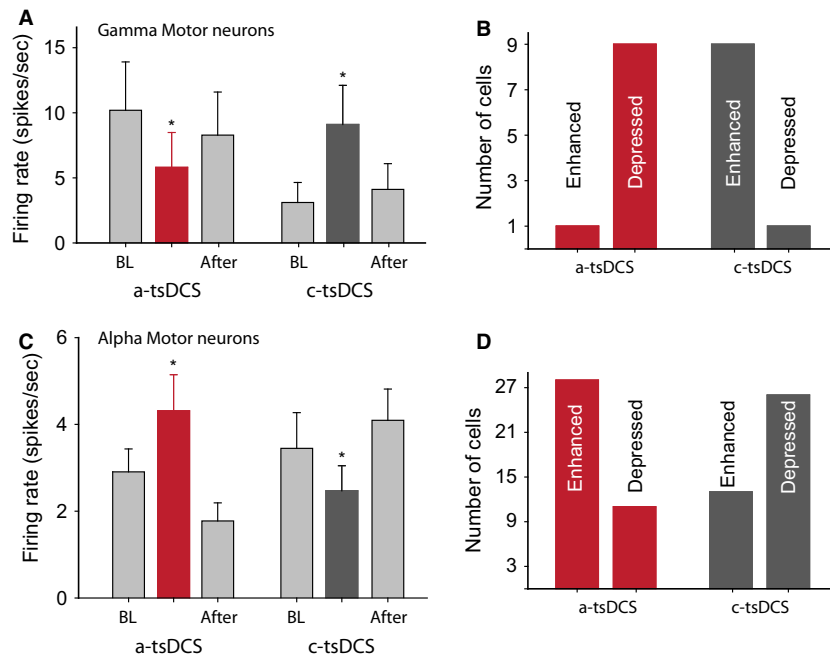 A
Gamma Motor neurons
Firing rate (spikes/sec)
15
10
5
0
*
*
BL
After
BL
After
a-tsDCS
c-tsDCS
B
Number of cells
9
7
5
3
1
Enhanced
Depressed
Enhanced
Depressed
a-tsDCS
c-tsDCS
C
Alpha Motor neurons
Firing rate (spikes/sec)
6
4
2
0
*
*
BL
After
BL
After
a-tsDCS
c-tsDCS
D
Number of cells
27
21
15
9
3
Enhanced
Depressed
Enhanced
Depressed
a-tsDCS
c-tsDCS